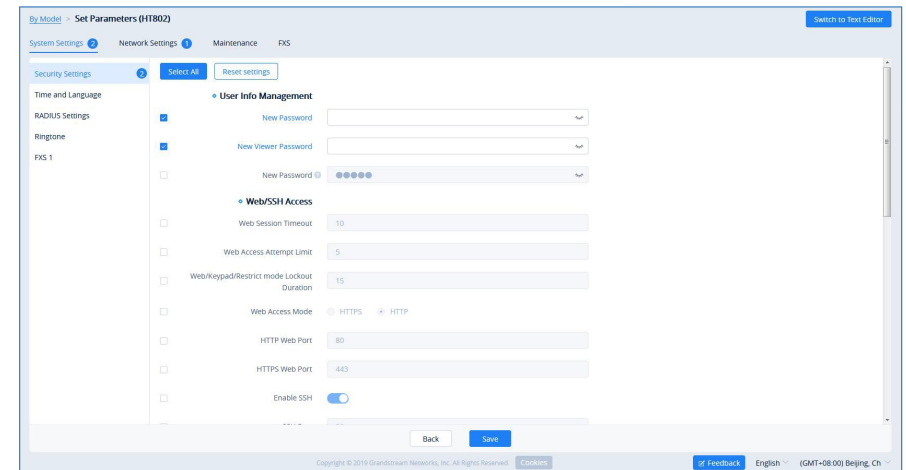 By Model > Set Parameters (HT802)
Switch to Text Editor
System Settings 2 Network Settings 1 Maintenance FXS
Security Settings 2
Time and Language
RADIUS Settings
Ringtone
FXS 1
Select All Reset settings
User Info Management
New Password
New Viewer Password
New Password
Web/SSH Access
Web Session Timeout 10
Web Access Attempt Limit 5
Web/Keypad/Restrict mode Lockout
Duration 15
Web Access Mode HTTPS HTTP
HTTP Web Port 80
HTTPS Web Port 443
Enable SSH
Back Save
Copyright © 2019 Grandstream Networks, Inc. All Rights Reserved. Cookies
Feedback English (GMT+08:00) Beijing, Ch